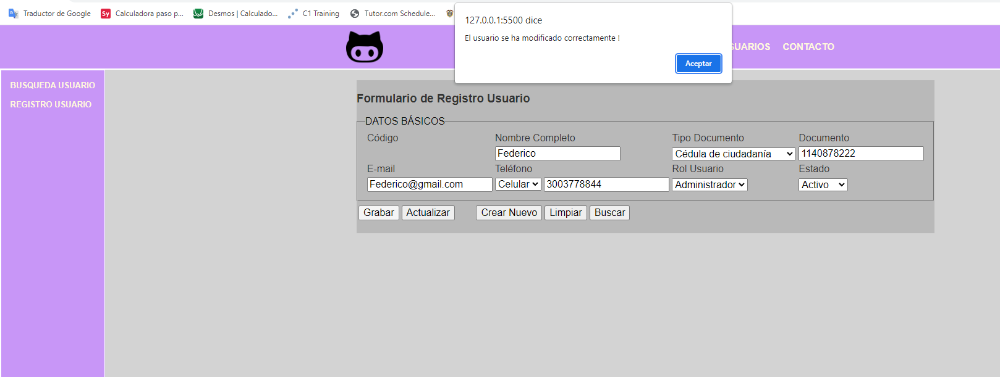 Traductor de Google
Calculadora paso p...
Desmos | Calculado...
C1 Training
Tutor.com Schedule...
127.0.0.1:5500 dice
El usuario se ha modificado correctamente !
Aceptar
CONTACTO
BUSQUEDA USUARIO
REGISTRO USUARIO
Formulario de Registro Usuario
DATOS BÁSICOS
Código Nombre Completo Tipo Documento Documento
Federico Cédula de ciudadanía 1140878222
E-mail Teléfono Rol Usuario Estado
Federico@gmail.com Celular 3003778844 Administrador Activo
Grabar Actualizar Crear Nuevo Limpiar Buscar